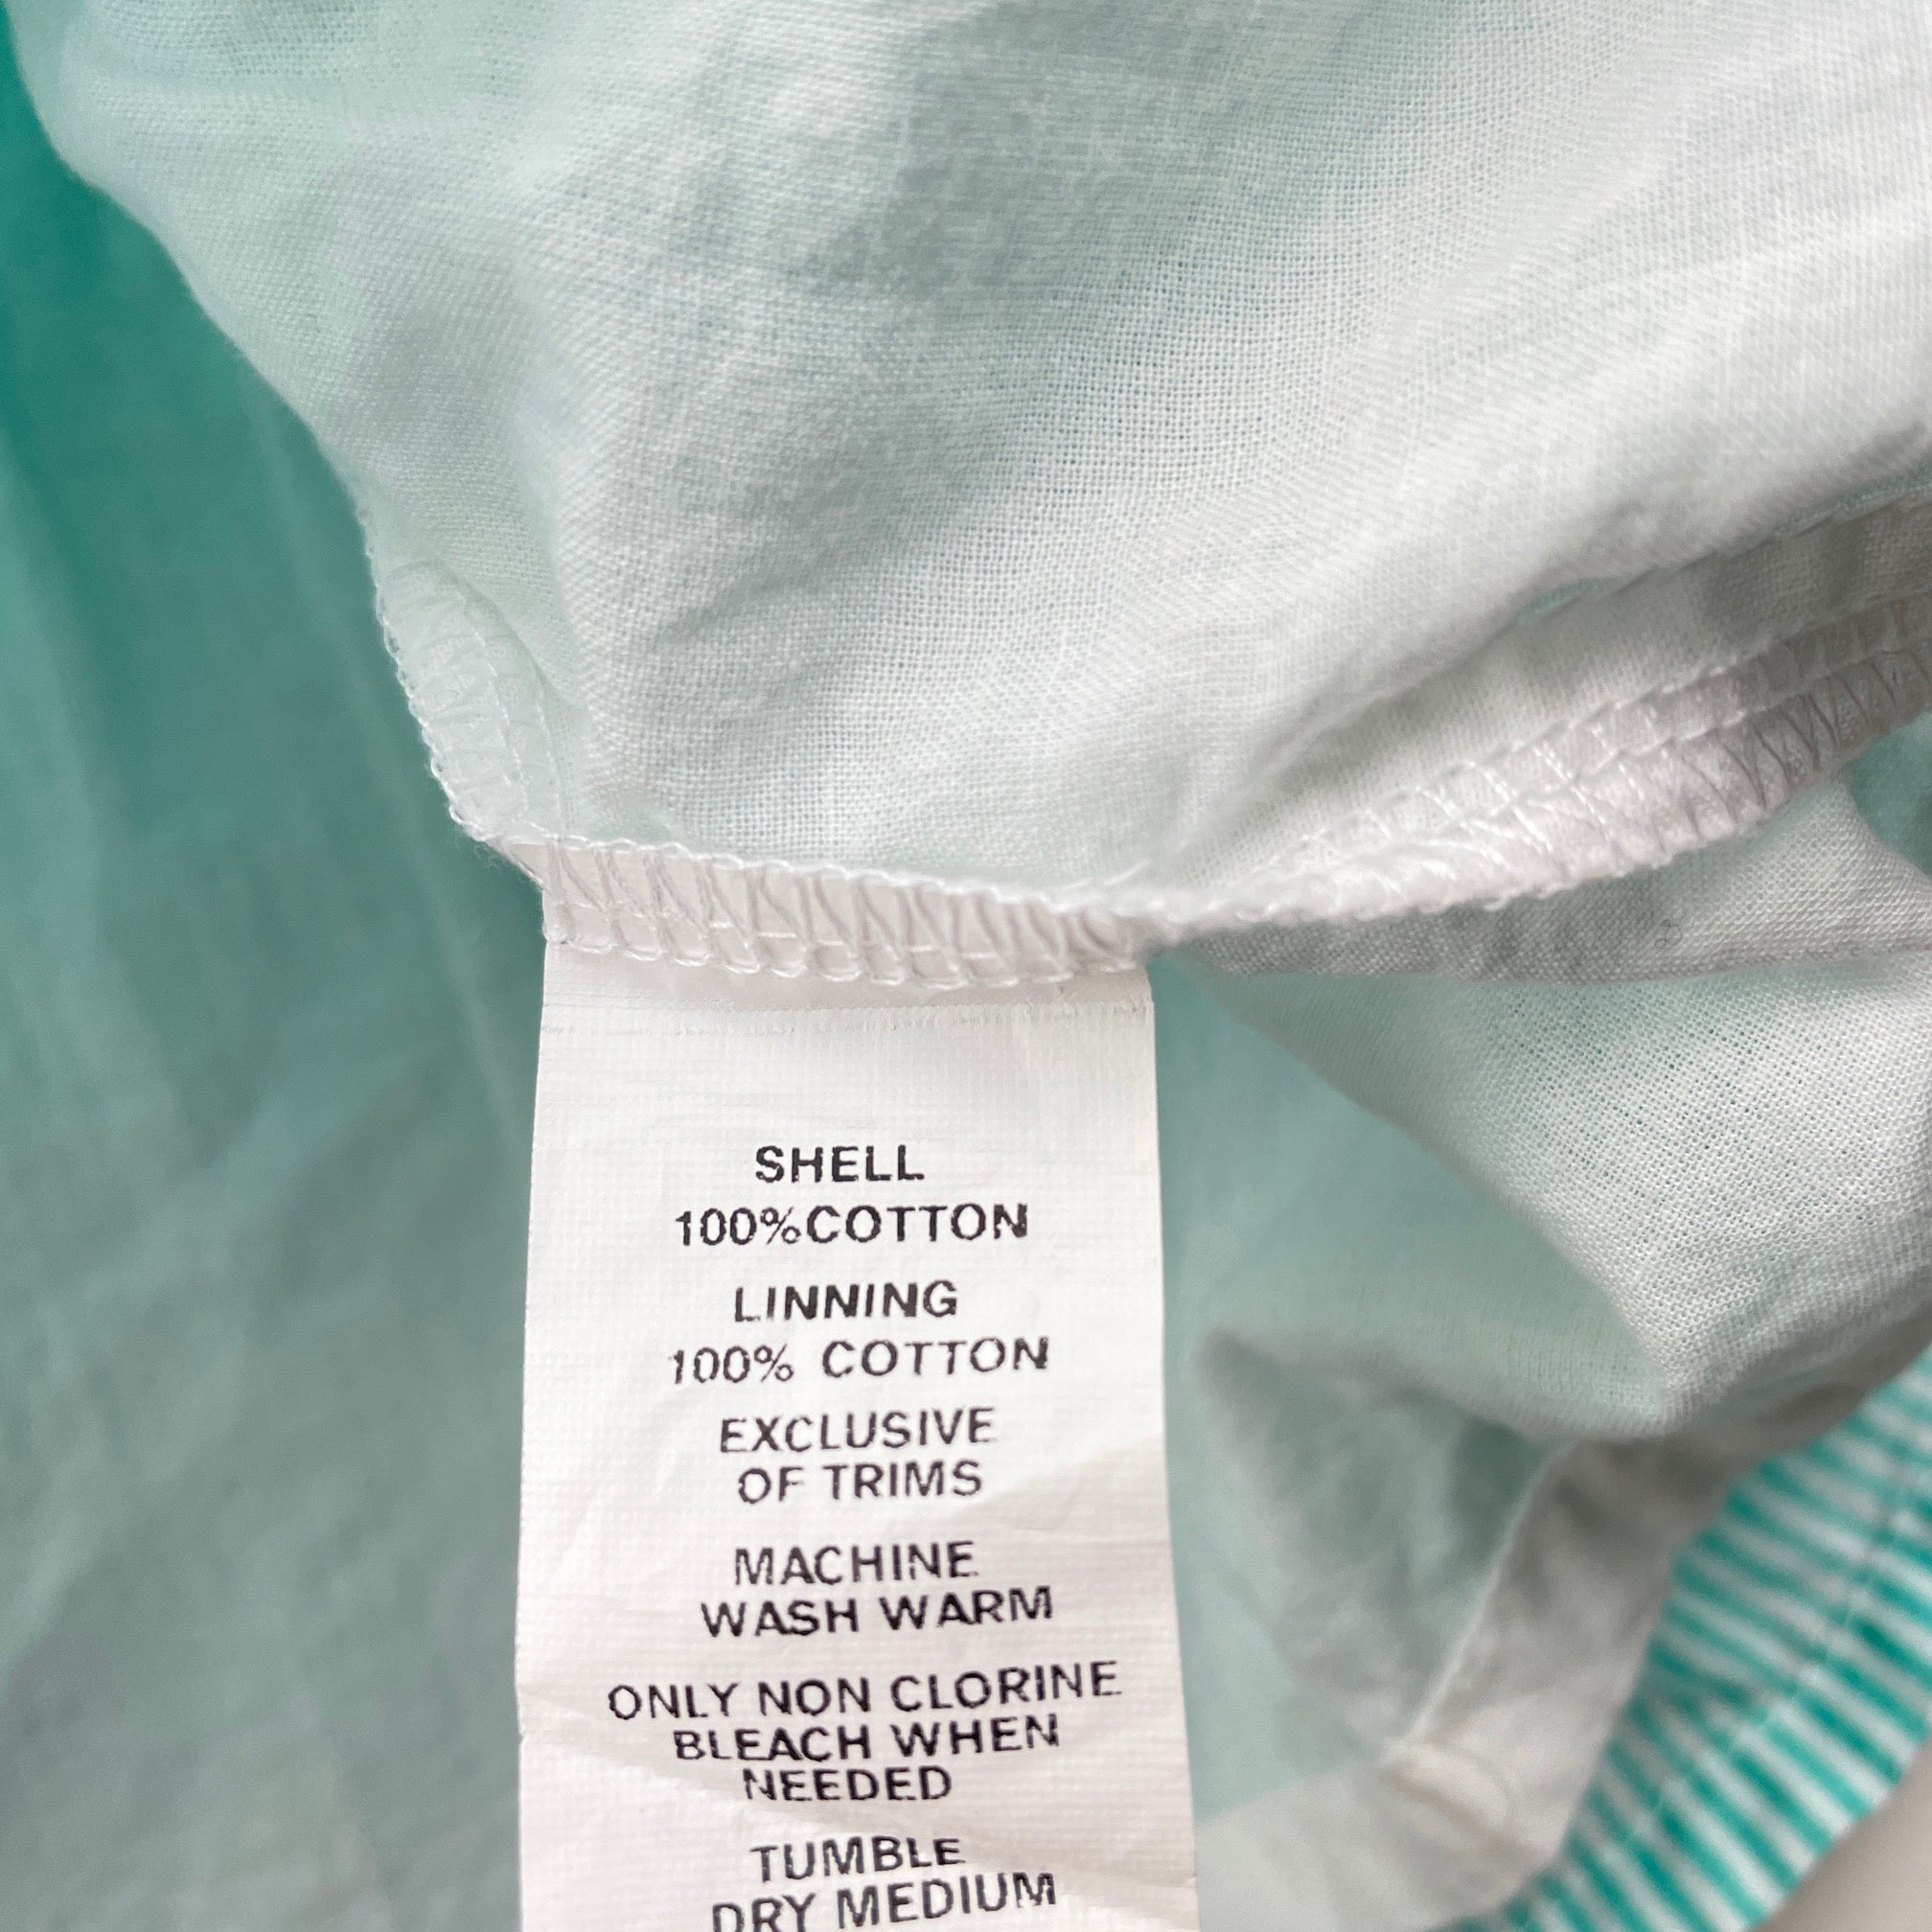 SHELL
100%COTTON
LINNING
100% COTTON
EXCLUSIVE
OF TRIMS
MACHINE
WASH WARM
ONLY NON CLORINE
BLEACH WHEN
NEEDED
TUMBLE
DRY MEDIUM